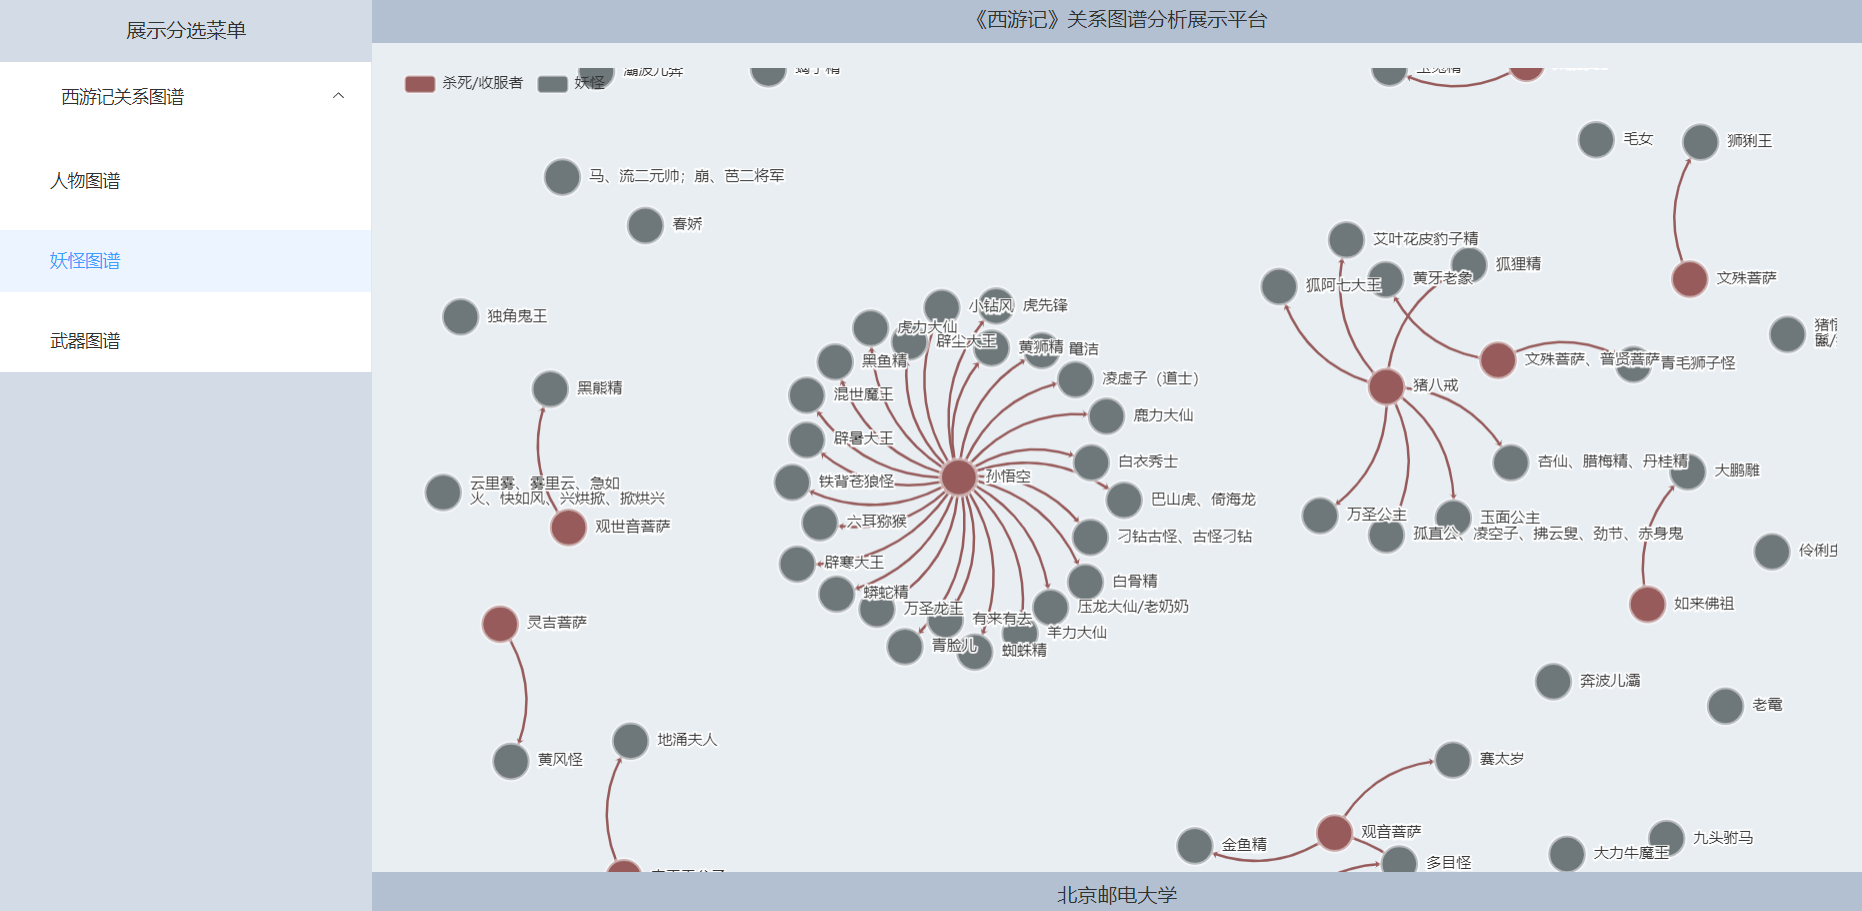 展示分选菜单
《西游记》关系图谱分析展示平台
西游记关系图谱
人物图谱
妖怪图谱
武器图谱
杀死/收服者
妖怪
灞波儿奔
蝎子精
玉兔精
毛女
狮猁王
马、流二元帅；崩、芭二将军
春娇
艾叶花皮豹子精
狐狸精
黄牙老象
狐阿七大王
文殊菩萨
独角鬼王
小钻风
虎先锋
虎力大仙
辟尘大王
黄狮精
黑鱼精
凌虚子（道士）
文殊菩萨、普贤菩萨
青毛狮子怪
黑熊精
混世魔王
猪八戒
鹿力大仙
辟暑大王
白衣秀士
杏仙、腊梅精、丹桂精
大鹏雕
云里雾、雾里云、急如
火、快如风、兴烘掀、掀烘兴
铁背苍狼怪
孙悟空
巴山虎、倚海龙
观世音菩萨
六耳猕猴
刁钻古怪、古怪刁钻
万圣公主
玉面公主
孤直公、凌空子、拂云叟、劲节、赤身鬼
伶俐虫
辟寒大王
白骨精
蟒蛇精
万圣龙王
有来有去
压龙大仙/老奶奶
如来佛祖
灵吉菩萨
青脸儿
蜘蛛精
羊力大仙
奔波儿灞
老鼋
地涌夫人
黄风怪
赛太岁
金鱼精
观音菩萨
多目怪
大力牛魔王
九头驸马
北京邮电大学